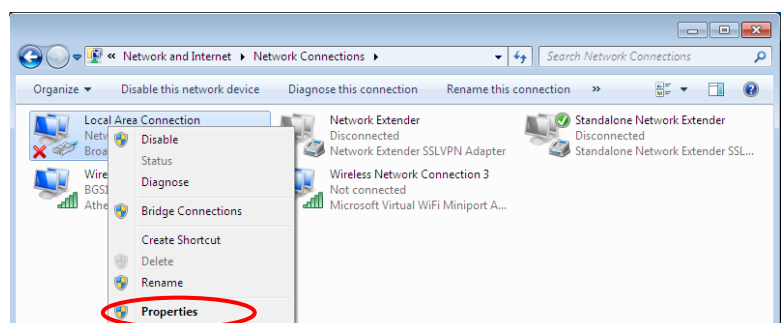 « Network and Internet ▸ Network Connections ▸
Search Network Connections
Organize ▾ Disable this network device Diagnose this connection Rename this connection »
Local Area Connection
Disable
Status
Diagnose
Bridge Connections
Create Shortcut
Delete
Rename
Properties
Network Extender
Disconnected
Network Extender SSLVPN Adapter
Standalone Network Extender
Disconnected
Standalone Network Extender SSL...
Wireless Network Connection 3
Not connected
Microsoft Virtual WiFi Miniport A...